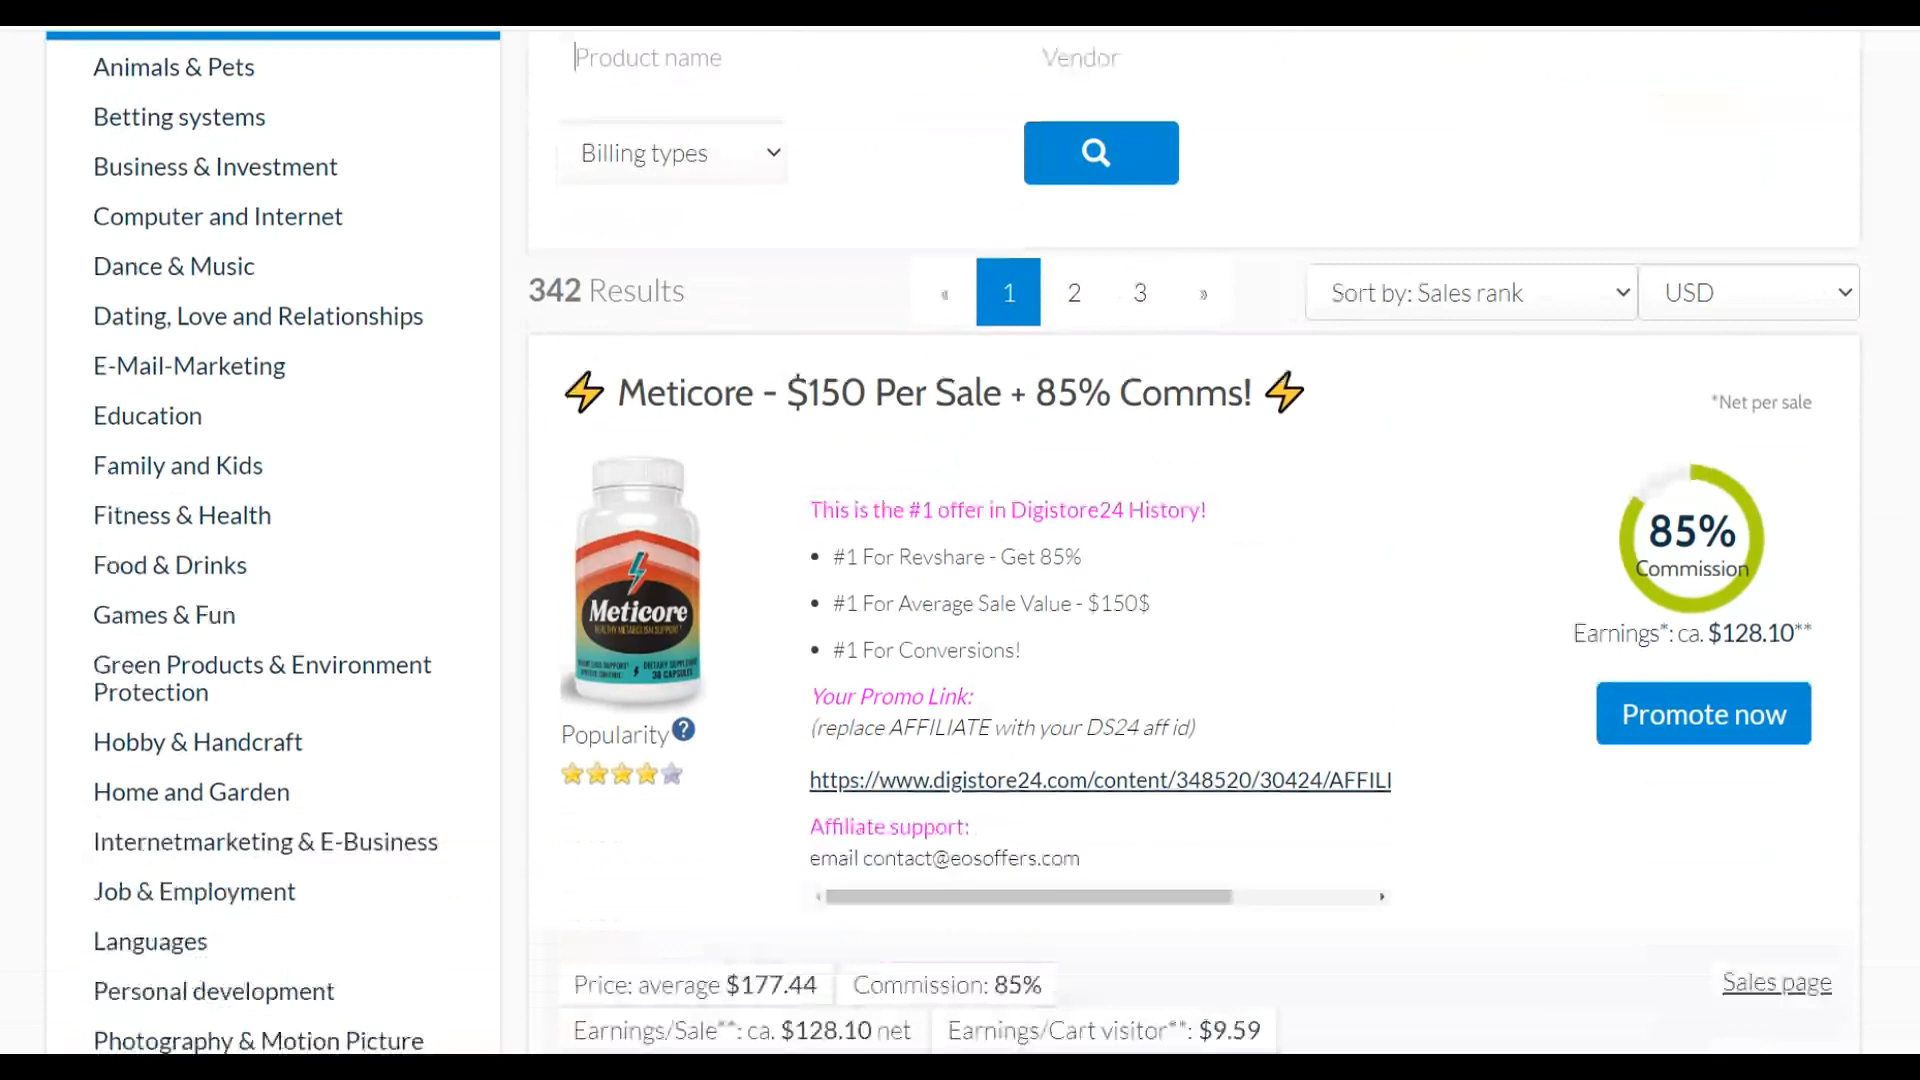 Animals & Pets
Betting systems
Business & Investment
Computer and Internet
Dance & Music
Dating, Love and Relationships
E-Mail-Marketing
Education
Family and Kids
Fitness & Health
Food & Drinks
Games & Fun
Green Products & Environment
Protection
Hobby & Handcraft
Home and Garden
Internetmarketing & E-Business
Job & Employment
Languages
Personal development
Photography & Motion Picture
Product name
Vendor
Billing types
342 Results
« 1 2 3 »
Sort by: Sales rank
USD
⚡ Meticore - $150 Per Sale + 85% Comms! ⚡
*Net per sale
Meticore
HEALTHY METABOLISM SUPPORT
DIETARY SUPPLEMENT
30 CAPSULES
Popularity ?
This is the #1 offer in Digistore24 History!
• #1 For Revshare - Get 85%
• #1 For Average Sale Value - $150$
• #1 For Conversions!
Your Promo Link:
(replace AFFILIATE with your DS24 aff id)
https://www.digistore24.com/content/348520/30424/AFFILI
Affiliate support:
email contact@eosoffers.com
85%
Commission
Earnings*: ca. $128.10**
Promote now
Price: average $177.44
Commission: 85%
Sales page
Earnings/Sale**: ca. $128.10 net
Earnings/Cart visitor**: $9.59